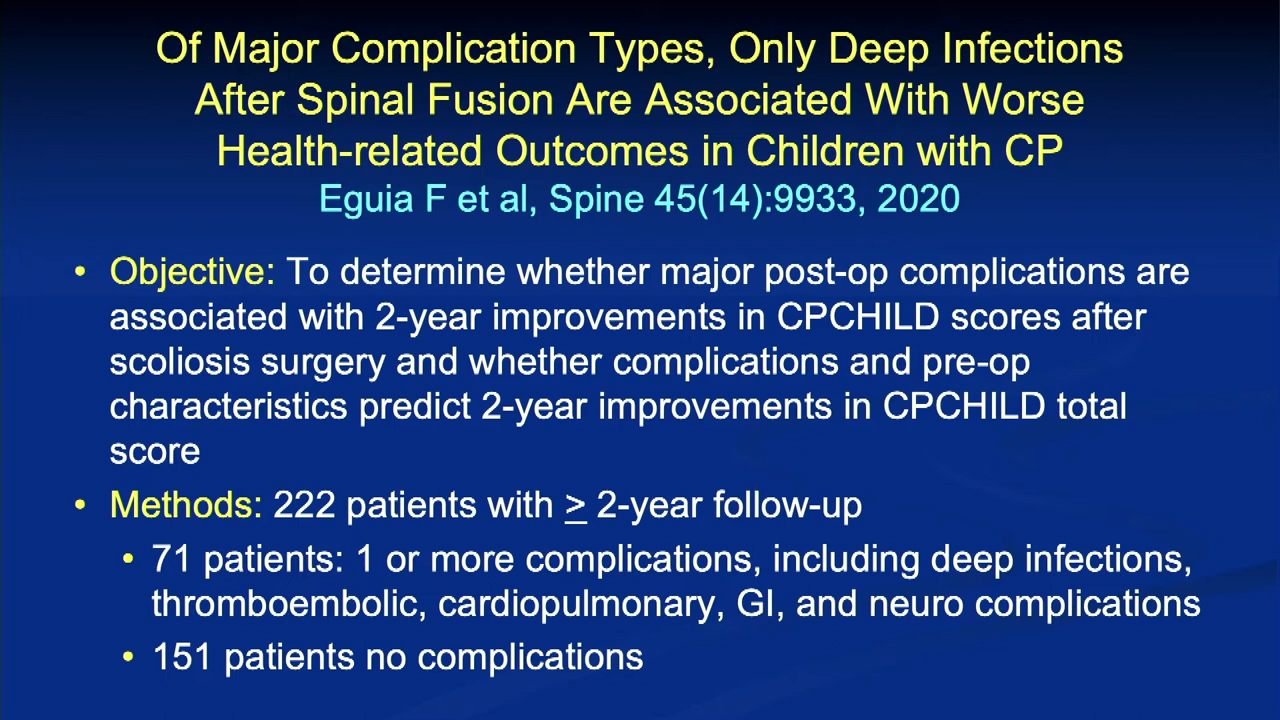 Of Major Complication Types, Only Deep Infections
After Spinal Fusion Are Associated With Worse
Health-related Outcomes in Children with CP
Eguia F et al, Spine 45(14):9933, 2020
• Objective: To determine whether major post-op complications are
associated with 2-year improvements in CPCHILD scores after
scoliosis surgery and whether complications and pre-op
characteristics predict 2-year improvements in CPCHILD total
score
• Methods: 222 patients with ≥ 2-year follow-up
• 71 patients: 1 or more complications, including deep infections,
thromboembolic, cardiopulmonary, GI, and neuro complications
• 151 patients no complications